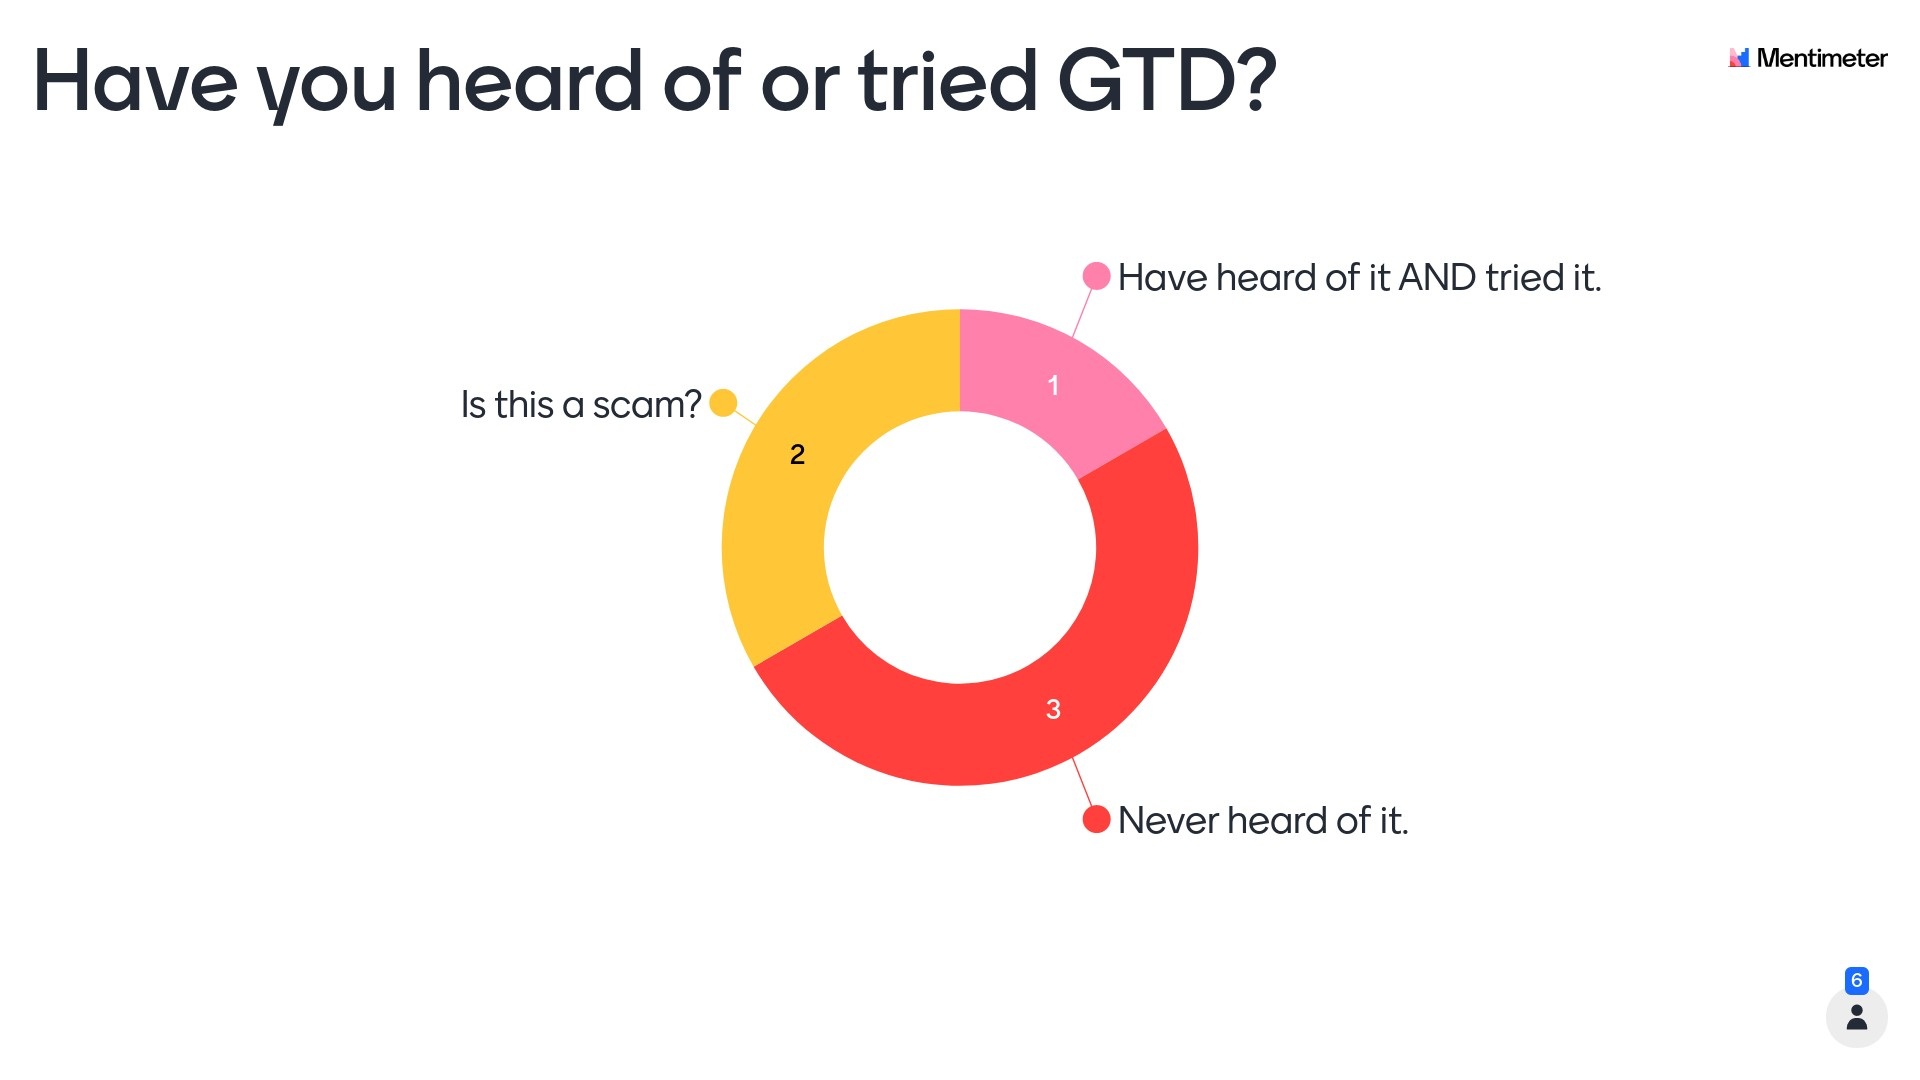 Have you heard of or tried GTD?
Mentimeter
Have heard of it AND tried it.
1
Is this a scam?
2
3
Never heard of it.
6